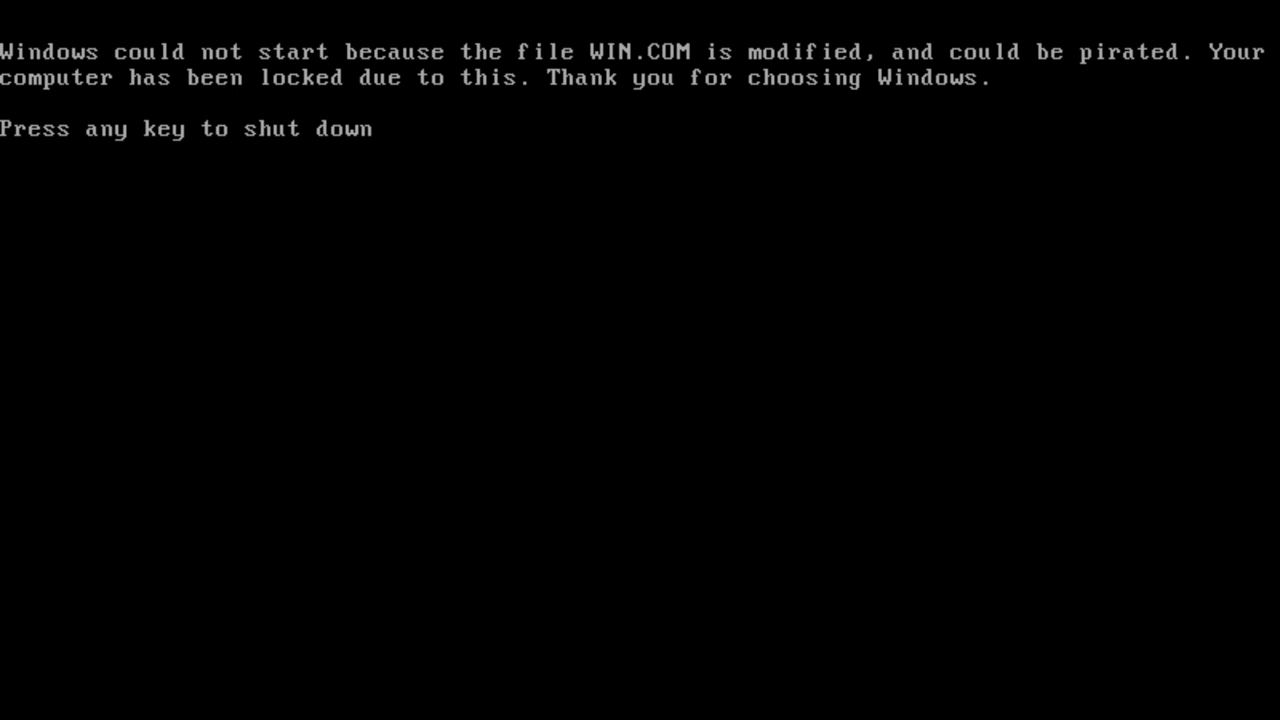 Windows could not start because the file WIN.COM is modified, and could be pirated. Your
computer has been locked due to this. Thank you for choosing Windows.
Press any key to shut down